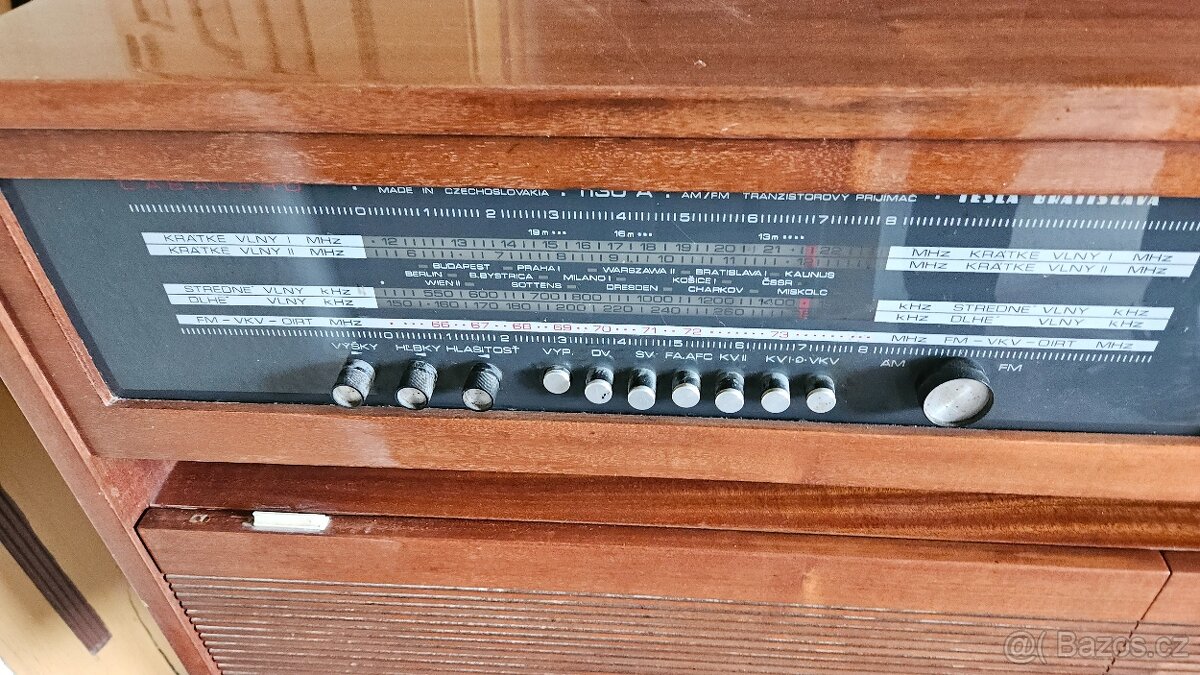 MADE IN CZECHOSLOVAKIA · 1130 A · AM/FM TRANZISTOROVÝ PRIJÍMAČ · TESLA BRATISLAVA
0 1 2 3 4 5 6 7 8
19m 16m 13m
KRÁTKE VLNY I MHz 12 13 14 15 16 17 18 19 20 21 22 MHz KRÁTKE VLNY I MHz
KRÁTKE VLNY II MHz 6 7 8 9 10 11 12 MHz KRÁTKE VLNY II MHz
BUDAPEST PRAHA I WARSZAWA II BRATISLAVA I KAUNUS
BERLIN B.BYSTRICA MILANO I KOŠICE I ČSSR
WIEN II SOTTENS DRESDEN CHARKOV MISKOLC
STREDNÉ VLNY kHz 550 600 700 800 1000 1200 1400 kHz STREDNÉ VLNY kHz
DLHÉ VLNY kHz 150 160 170 180 200 220 240 260 kHz DLHÉ VLNY kHz
FM-VKV-OIRT MHz 66 67 68 69 70 71 72 73 MHz FM-VKV-OIRT MHz
0 1 2 3 4 5 6 7 8
VÝŠKY HĹBKY HLASITOSŤ VYP. DV. SV. FA.AFC KV II KV I VKV AM FM
@ Bazos.cz